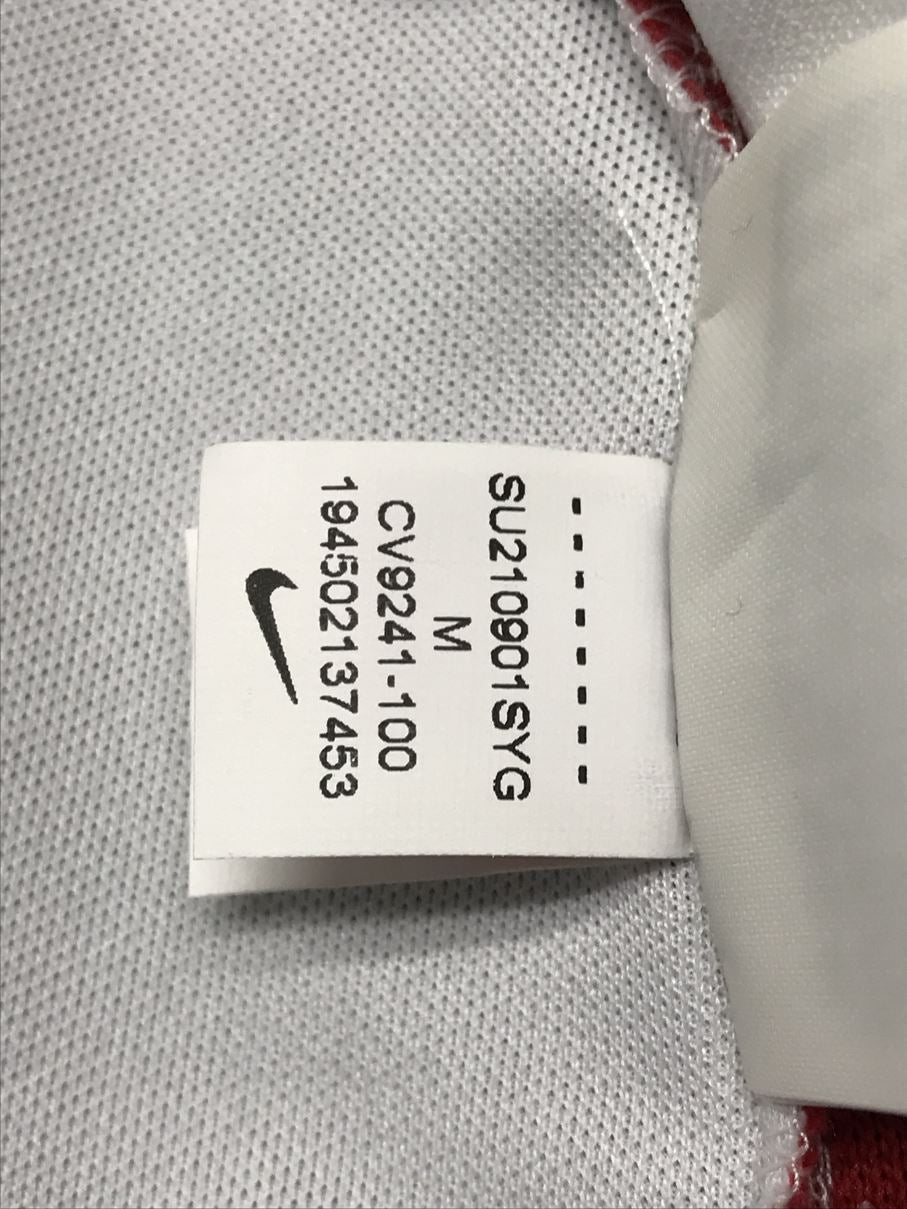 - - - - - - - -
SU210901SYG
M
CV9241-100
194502137453